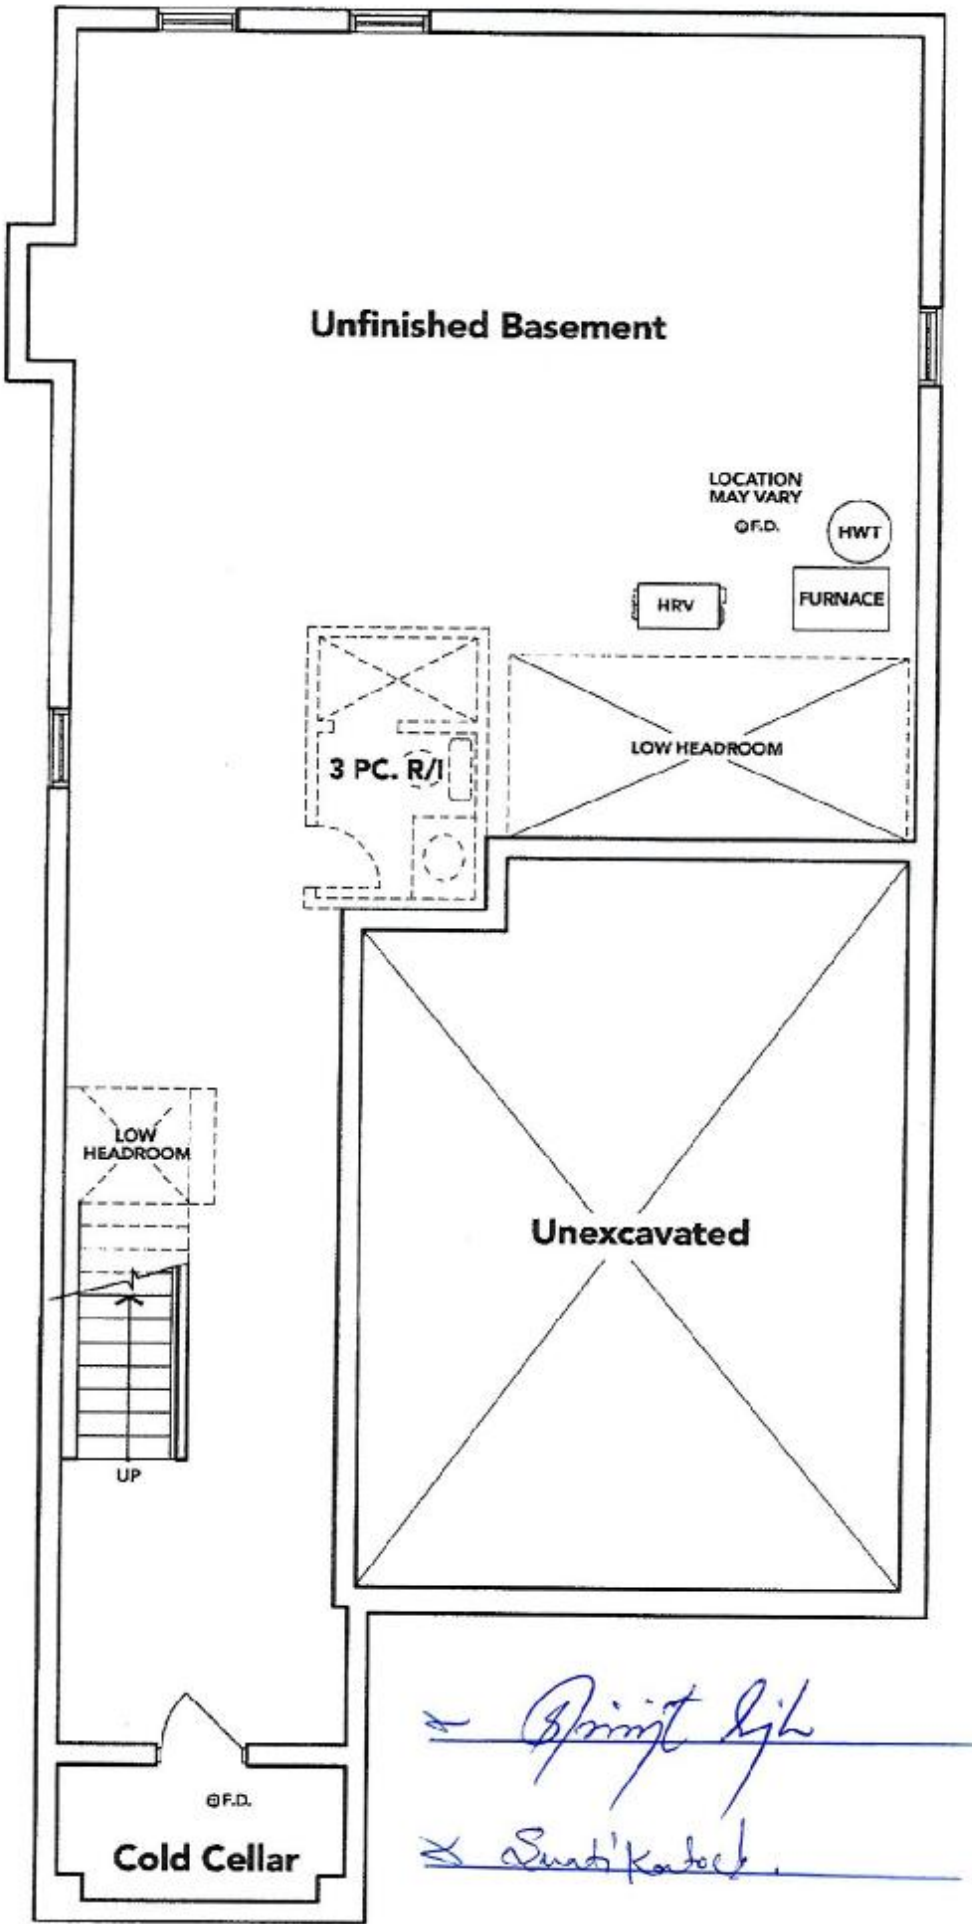 Unfinished Basement
LOCATION
MAY VARY
F.D.
HWT
HRV
FURNACE
3 PC. R/I
LOW HEADROOM
LOW
HEADROOM
Unexcavated
UP
F.D.
Cold Cellar